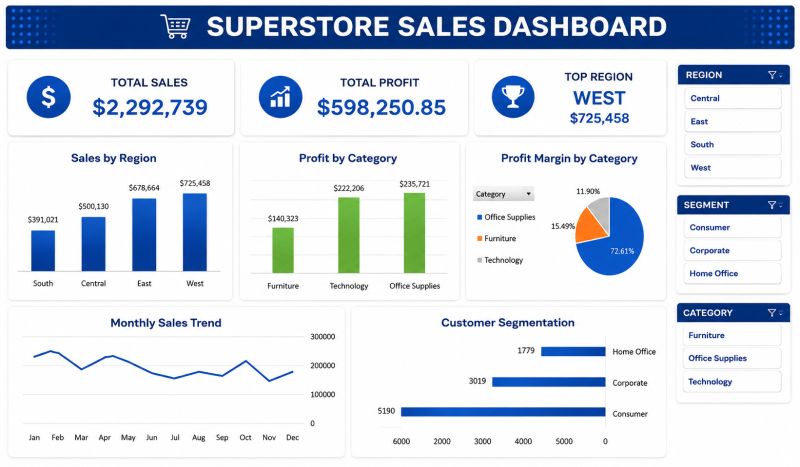 SUPERSTORE SALES DASHBOARD
$
TOTAL SALES
$2,292,739
TOTAL PROFIT
$598,250.85
TOP REGION
WEST
$725,458
REGION
Central
East
South
West
Sales by Region
$391,021
$500,130
$678,664
$725,458
South Central East West
Profit by Category
$140,323
$222,206
$235,721
Furniture Technology Office Supplies
Profit Margin by Category
Category
Office Supplies
Furniture
Technology
11.90%
15.49%
72.61%
SEGMENT
Consumer
Corporate
Home Office
CATEGORY
Furniture
Office Supplies
Technology
Monthly Sales Trend
300000
200000
100000
0
Jan Feb Mar Apr May Jun Jul Aug Sep Oct Nov Dec
Customer Segmentation
1779 Home Office
3019 Corporate
5190 Consumer
6000 4000 3000 4000 5000 0